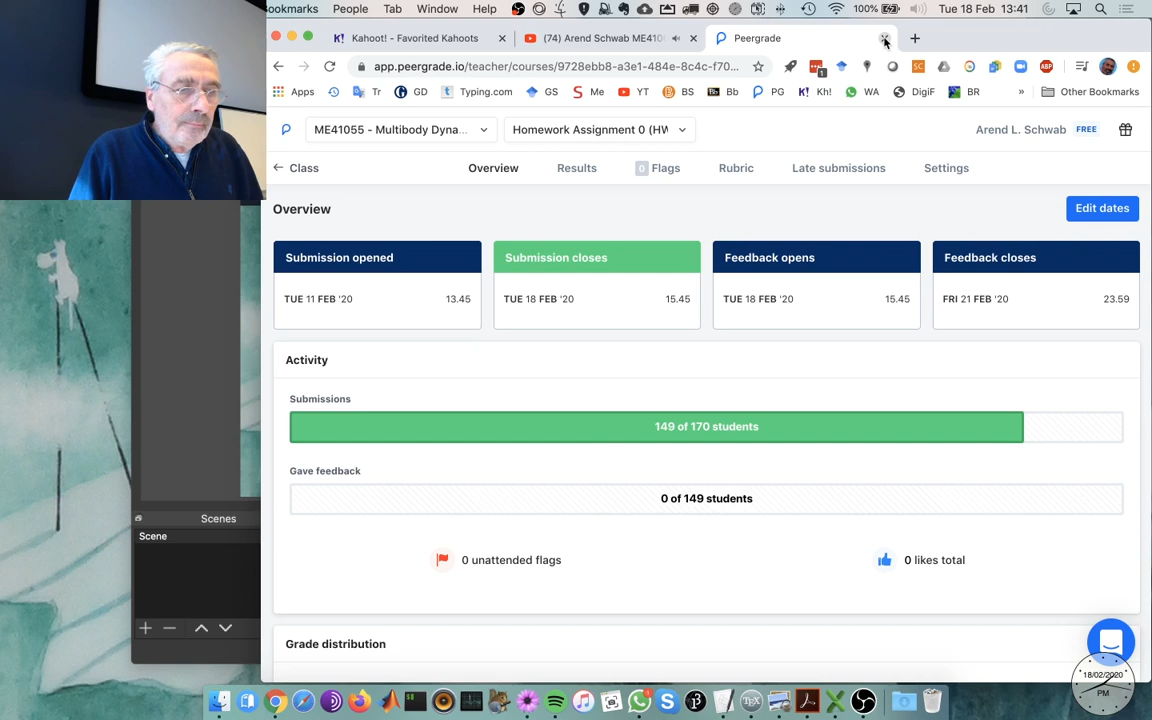 Bookmarks People Tab Window Help 100% Tue 18 Feb 13:41
Kahoot! - Favorited Kahoots
(74) Arend Schwab ME410
Peergrade
app.peergrade.io/teacher/courses/9728ebb8-a3e1-484e-8c4c-f70...
Apps Tr GD Typing.com GS Me YT BS Bb PG Kh! WA DigiF BR » Other Bookmarks
ME41055 - Multibody Dyna... Homework Assignment 0 (HW Arend L. Schwab FREE
Class Overview Results 0 Flags Rubric Late submissions Settings
Overview Edit dates
Submission opened Submission closes Feedback opens Feedback closes
TUE 11 FEB '20 13.45 TUE 18 FEB '20 15.45 TUE 18 FEB '20 15.45 FRI 21 FEB '20 23.59
Activity
Submissions
149 of 170 students
Gave feedback
0 of 149 students
0 unattended flags 0 likes total
Grade distribution
Scenes
Scene
18/02/2020
PM